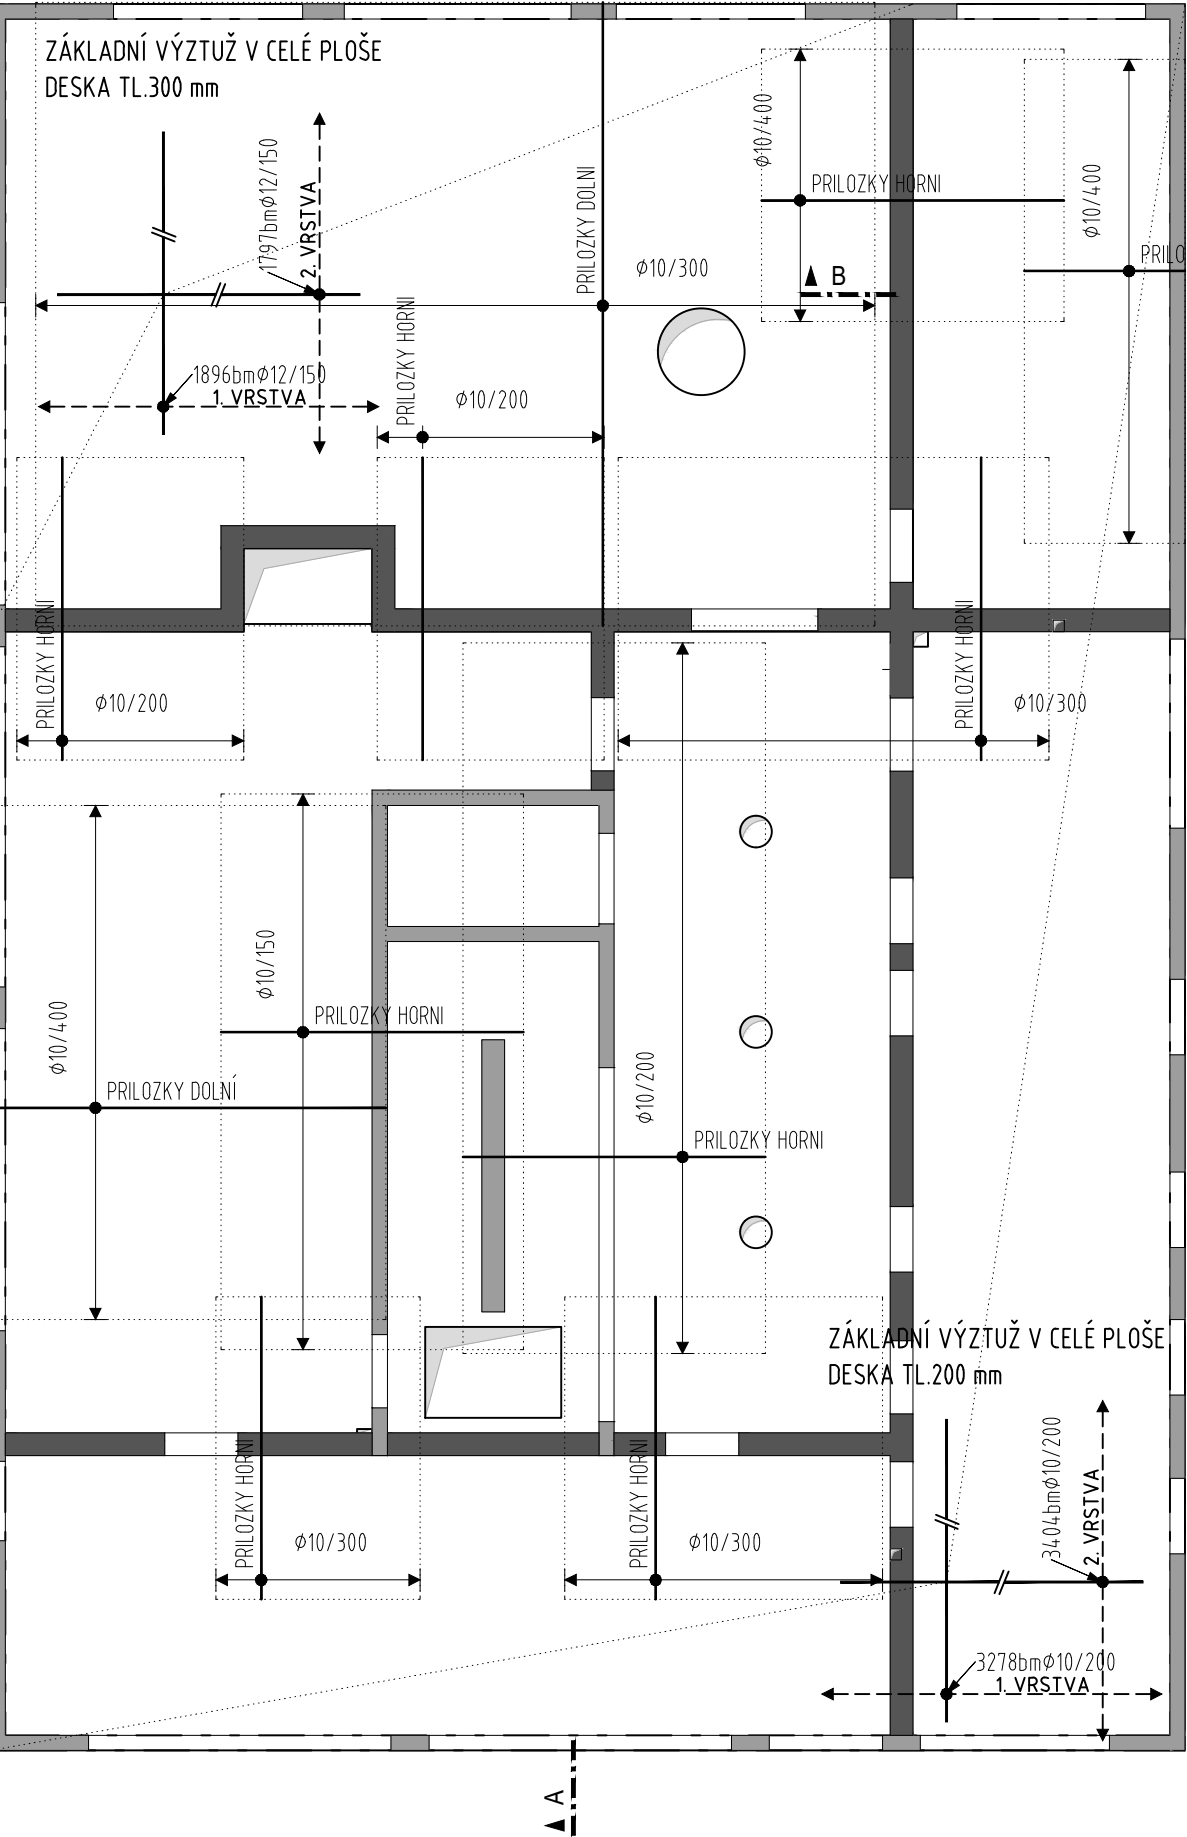 ZÁKLADNÍ VÝZTUŽ V CELÉ PLOŠE
DESKA TL.300 mm
1797bmϕ12/150
2. VRSTVA
1896bmϕ12/150
1. VRSTVA
PRILOZKY DOLNI
ϕ10/300
ϕ10/400
PRILOZKY HORNI
ϕ10/400
PRILO
B
PRILOZKY HORNI
ϕ10/200
PRILOZKY HORNI
ϕ10/200
PRILOZKY HORNI
ϕ10/300
ϕ10/150
PRILOZKY HORNI
ϕ10/400
PRILOZKY DOLNÍ
ϕ10/200
PRILOZKY HORNI
ZÁKLADNÍ VÝZTUŽ V CELÉ PLOŠE
DESKA TL.200 mm
PRILOZKY HORNI
ϕ10/300
PRILOZKY HORNI
ϕ10/300
3404bmϕ10/200
2. VRSTVA
3278bmϕ10/200
1. VRSTVA
A